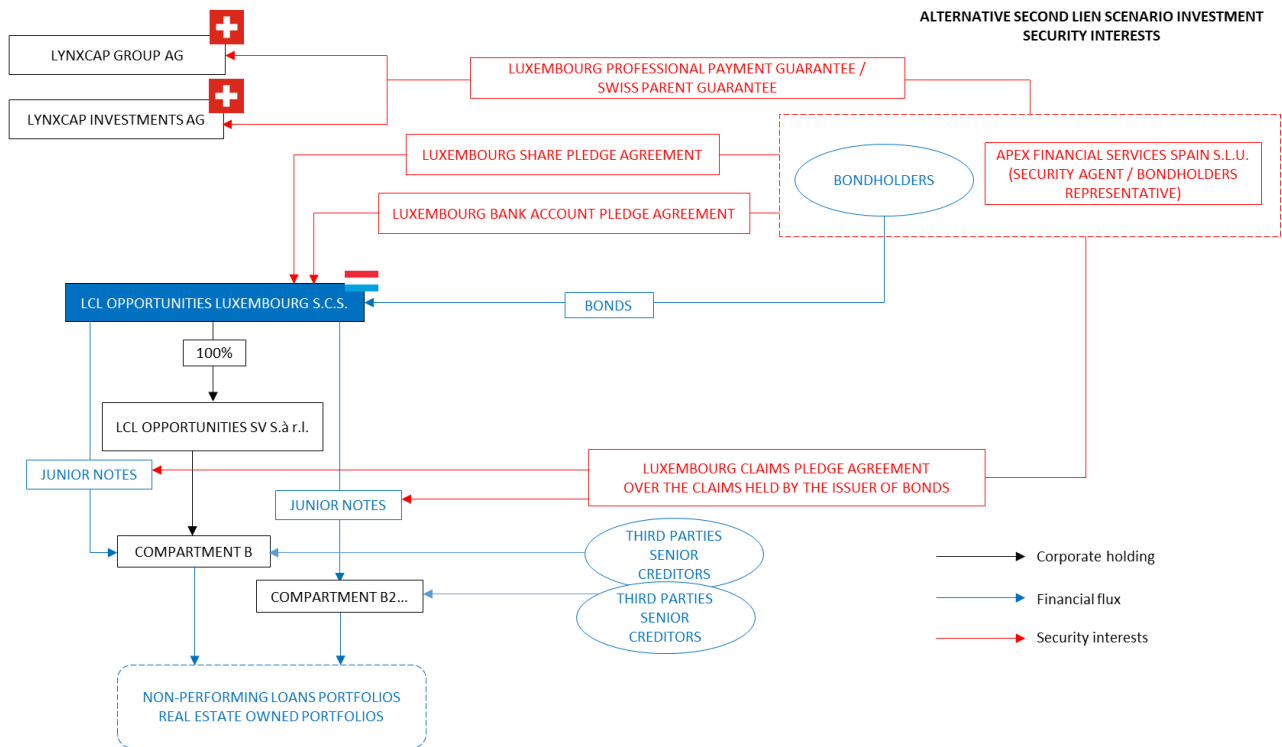 ALTERNATIVE SECOND LIEN SCENARIO INVESTMENT
SECURITY INTERESTS
LYNXCAP GROUP AG
LYNXCAP INVESTMENTS AG
LUXEMBOURG PROFESSIONAL PAYMENT GUARANTEE /
SWISS PARENT GUARANTEE
LUXEMBOURG SHARE PLEDGE AGREEMENT
LUXEMBOURG BANK ACCOUNT PLEDGE AGREEMENT
BONDHOLDERS
APEX FINANCIAL SERVICES SPAIN S.L.U.
(SECURITY AGENT / BONDHOLDERS
REPRESENTATIVE)
LCL OPPORTUNITIES LUXEMBOURG S.C.S.
BONDS
100%
LCL OPPORTUNITIES SV S.à r.l.
JUNIOR NOTES
JUNIOR NOTES
LUXEMBOURG CLAIMS PLEDGE AGREEMENT
OVER THE CLAIMS HELD BY THE ISSUER OF BONDS
COMPARTMENT B
COMPARTMENT B2...
THIRD PARTIES
SENIOR
CREDITORS
THIRD PARTIES
SENIOR
CREDITORS
Corporate holding
Financial flux
Security interests
NON-PERFORMING LOANS PORTFOLIOS
REAL ESTATE OWNED PORTFOLIOS